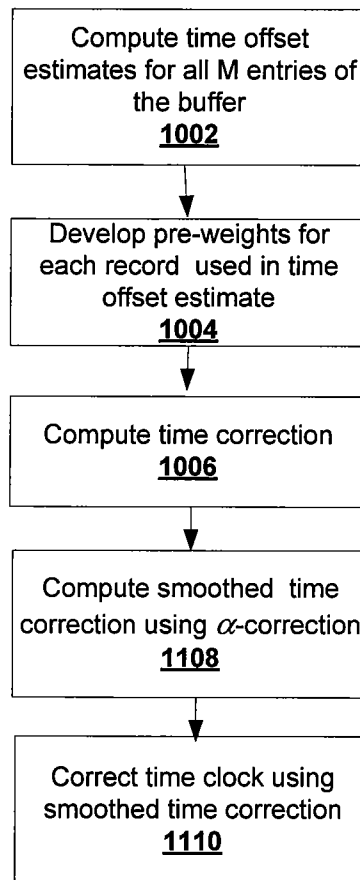 Compute time offset
estimates for all M entries of
the buffer
1002
Develop pre-weights for
each record used in time
offset estimate
1004
Compute time correction
1006
Compute smoothed time
correction using α-correction
1108
Correct time clock using
smoothed time correction
1110